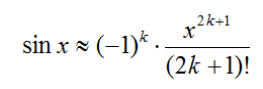 sin x ≈ (−1)^k · x^{2k+1} / (2k + 1)!